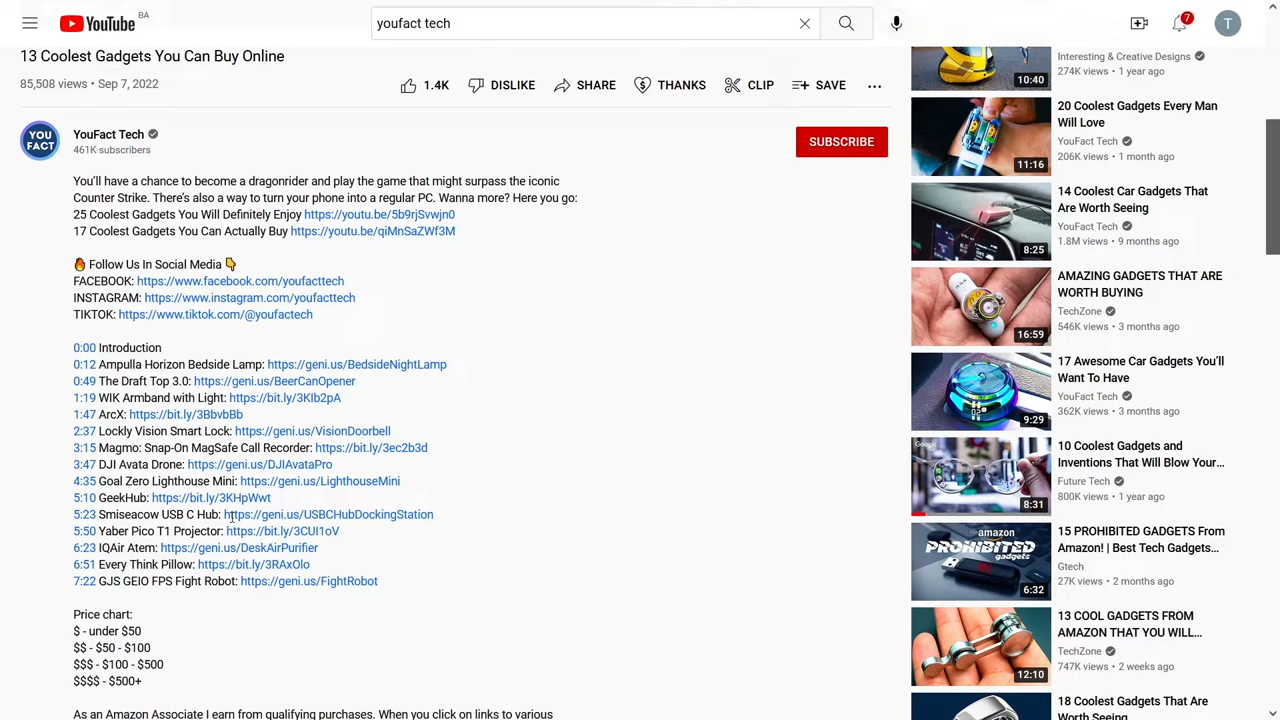 YouTube BA
youfact tech
7
T
13 Coolest Gadgets You Can Buy Online
85,508 views • Sep 7, 2022
1.4K
DISLIKE
SHARE
THANKS
CLIP
SAVE
YOU
FACT
YouFact Tech
461K subscribers
SUBSCRIBE
You'll have a chance to become a dragonrider and play the game that might surpass the iconic
Counter Strike. There's also a way to turn your phone into a regular PC. Wanna more? Here you go:
25 Coolest Gadgets You Will Definitely Enjoy https://youtu.be/5b9rjSvwjn0
17 Coolest Gadgets You Can Actually Buy https://youtu.be/qiMnSaZWf3M
🔥 Follow Us In Social Media 👇
FACEBOOK: https://www.facebook.com/youfacttech
INSTAGRAM: https://www.instagram.com/youfacttech
TIKTOK: https://www.tiktok.com/@youfactech
0:00 Introduction
0:12 Ampulla Horizon Bedside Lamp: https://geni.us/BedsideNightLamp
0:49 The Draft Top 3.0: https://geni.us/BeerCanOpener
1:19 WIK Armband with Light: https://bit.ly/3KIb2pA
1:47 ArcX: https://bit.ly/3BbvbBb
2:37 Lockly Vision Smart Lock: https://geni.us/VisionDoorbell
3:15 Magmo: Snap-On MagSafe Call Recorder: https://bit.ly/3ec2b3d
3:47 DJI Avata Drone: https://geni.us/DJIAvataPro
4:35 Goal Zero Lighthouse Mini: https://geni.us/LighthouseMini
5:10 GeekHub: https://bit.ly/3KHpWwt
5:23 Smiseacow USB C Hub: https://geni.us/USBCHubDockingStation
5:50 Yaber Pico T1 Projector: https://bit.ly/3CUI1oV
6:23 IQAir Atem: https://geni.us/DeskAirPurifier
6:51 Every Think Pillow: https://bit.ly/3RAxOlo
7:22 GJS GEIO FPS Fight Robot: https://geni.us/FightRobot
Price chart:
$ - under $50
$$ - $50 - $100
$$$ - $100 - $500
$$$$ - $500+
As an Amazon Associate I earn from qualifying purchases. When you click on links to various
10:40
Interesting & Creative Designs
274K views • 1 year ago
11:16
20 Coolest Gadgets Every Man
Will Love
YouFact Tech
206K views • 1 month ago
8:25
14 Coolest Car Gadgets That
Are Worth Seeing
YouFact Tech
1.8M views • 9 months ago
16:59
AMAZING GADGETS THAT ARE
WORTH BUYING
TechZone
546K views • 3 months ago
9:29
17 Awesome Car Gadgets You'll
Want To Have
YouFact Tech
362K views • 3 months ago
Google
8:31
10 Coolest Gadgets and
Inventions That Will Blow Your...
Future Tech
800K views • 1 year ago
amazon
PROHIBITED
gadgets
6:32
15 PROHIBITED GADGETS From
Amazon! | Best Tech Gadgets...
Gtech
27K views • 2 months ago
12:10
13 COOL GADGETS FROM
AMAZON THAT YOU WILL...
TechZone
747K views • 2 weeks ago
18 Coolest Gadgets That Are
Worth Seeing